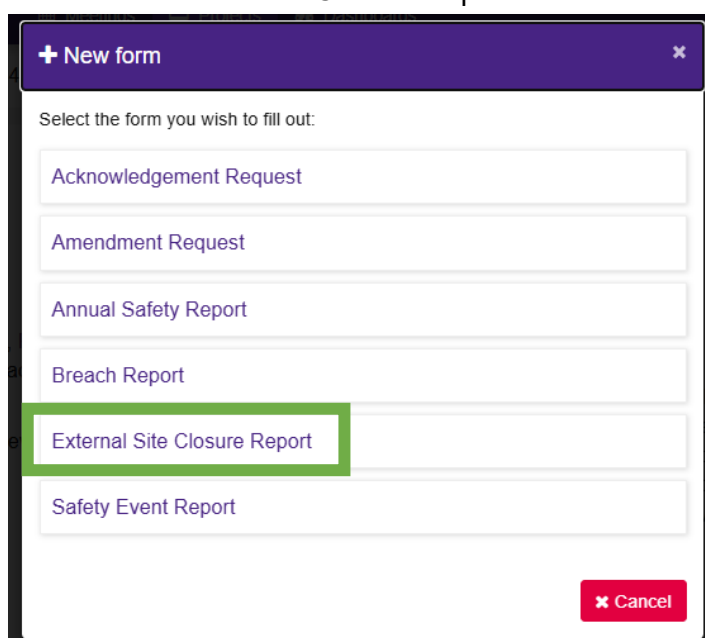 + New form ×
Select the form you wish to fill out:
Acknowledgement Request
Amendment Request
Annual Safety Report
Breach Report
External Site Closure Report
Safety Event Report
× Cancel